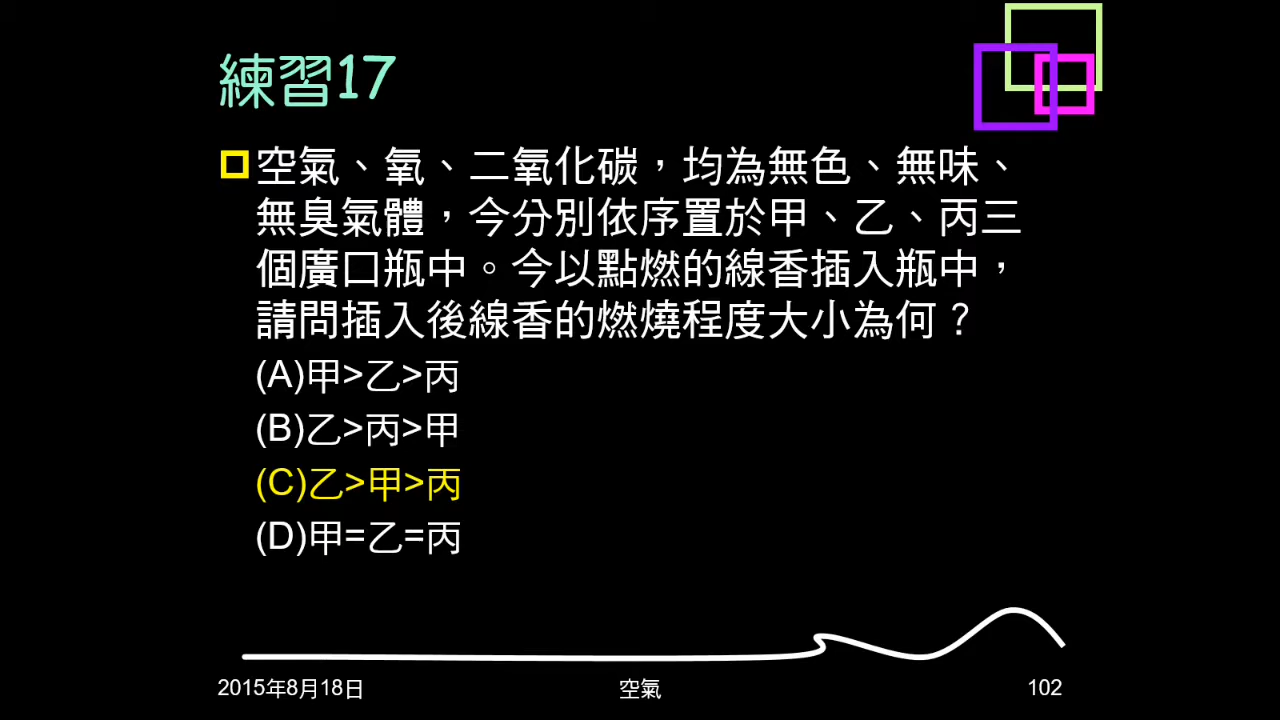 練習17
空氣、氧、二氧化碳，均為無色、無味、
無臭氣體，今分別依序置於甲、乙、丙三
個廣口瓶中。今以點燃的線香插入瓶中，
請問插入後線香的燃燒程度大小為何？
(A)甲>乙>丙
(B)乙>丙>甲
(C)乙>甲>丙
(D)甲=乙=丙
2015年8月18日
空氣
102